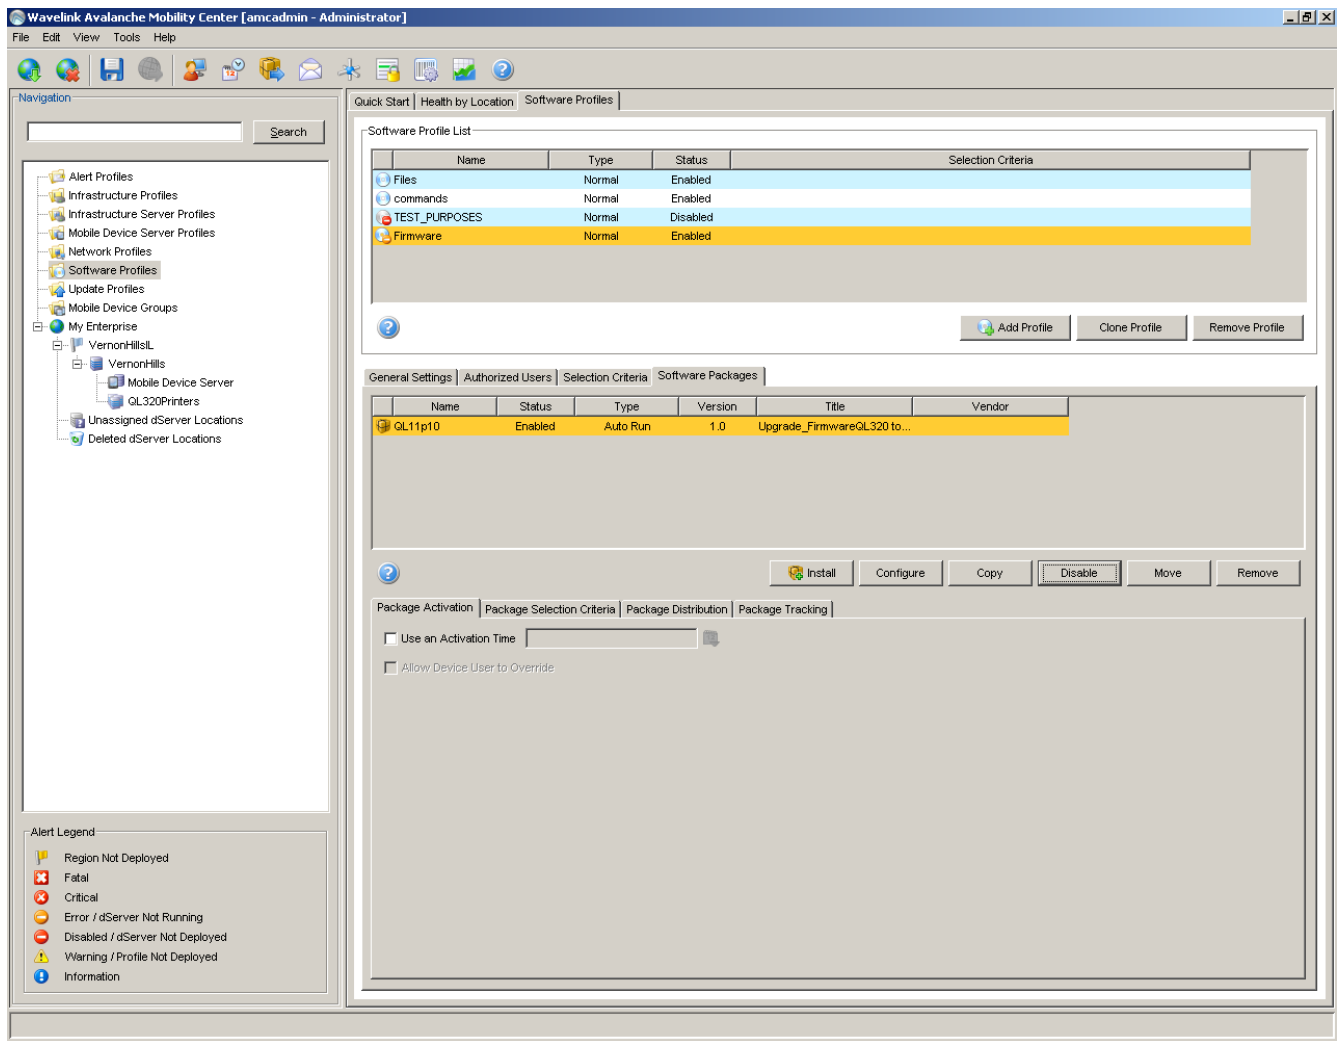 Wavelink Avalanche Mobility Center [amcadmin - Administrator]
File Edit View Tools Help
Navigation
Search
Alert Profiles
Infrastructure Profiles
Infrastructure Server Profiles
Mobile Device Server Profiles
Network Profiles
Software Profiles
Update Profiles
Mobile Device Groups
My Enterprise
VernonHillsIL
VernonHills
Mobile Device Server
QL320Printers
Unassigned dServer Locations
Deleted dServer Locations
Alert Legend
Region Not Deployed
Fatal
Critical
Error / dServer Not Running
Disabled / dServer Not Deployed
Warning / Profile Not Deployed
Information
Quick Start Health by Location Software Profiles
Software Profile List
Name Type Status Selection Criteria
Files Normal Enabled
commands Normal Enabled
TEST_PURPOSES Normal Disabled
Firmware Normal Enabled
Add Profile Clone Profile Remove Profile
General Settings Authorized Users Selection Criteria Software Packages
Name Status Type Version Title Vendor
QL11p10 Enabled Auto Run 1.0 Upgrade_FirmwareQL320 to...
Install Configure Copy Disable Move Remove
Package Activation Package Selection Criteria Package Distribution Package Tracking
Use an Activation Time
Allow Device User to Override